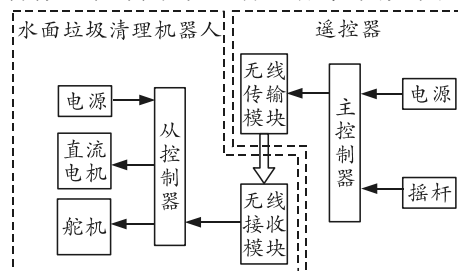 水面垃圾清理机器人
遥控器
电源
直流
电机
舵机
从
控
制
器
无线
传输
模块
无线
接收
模块
主
控
制
器
电源
摇杆